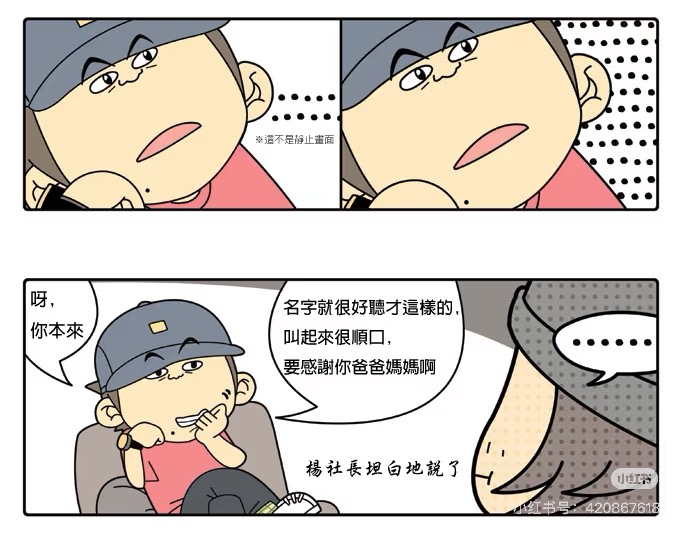 ※這不是靜止畫面
呀，
你本來
名字就很好聽才這樣的，
叫起來很順口，
要感謝你爸爸媽媽啊
······
楊社長坦白地說了
小红书
小红书号：420867618